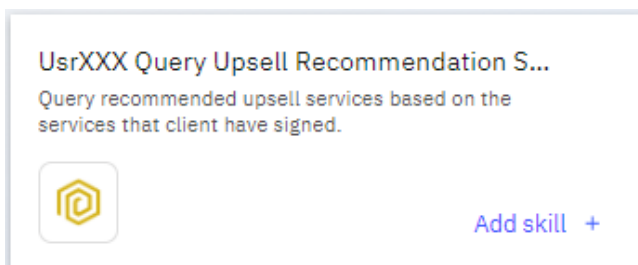 UsrXXX Query Upsell Recommendation S...
Query recommended upsell services based on the
services that client have signed.
Add skill +